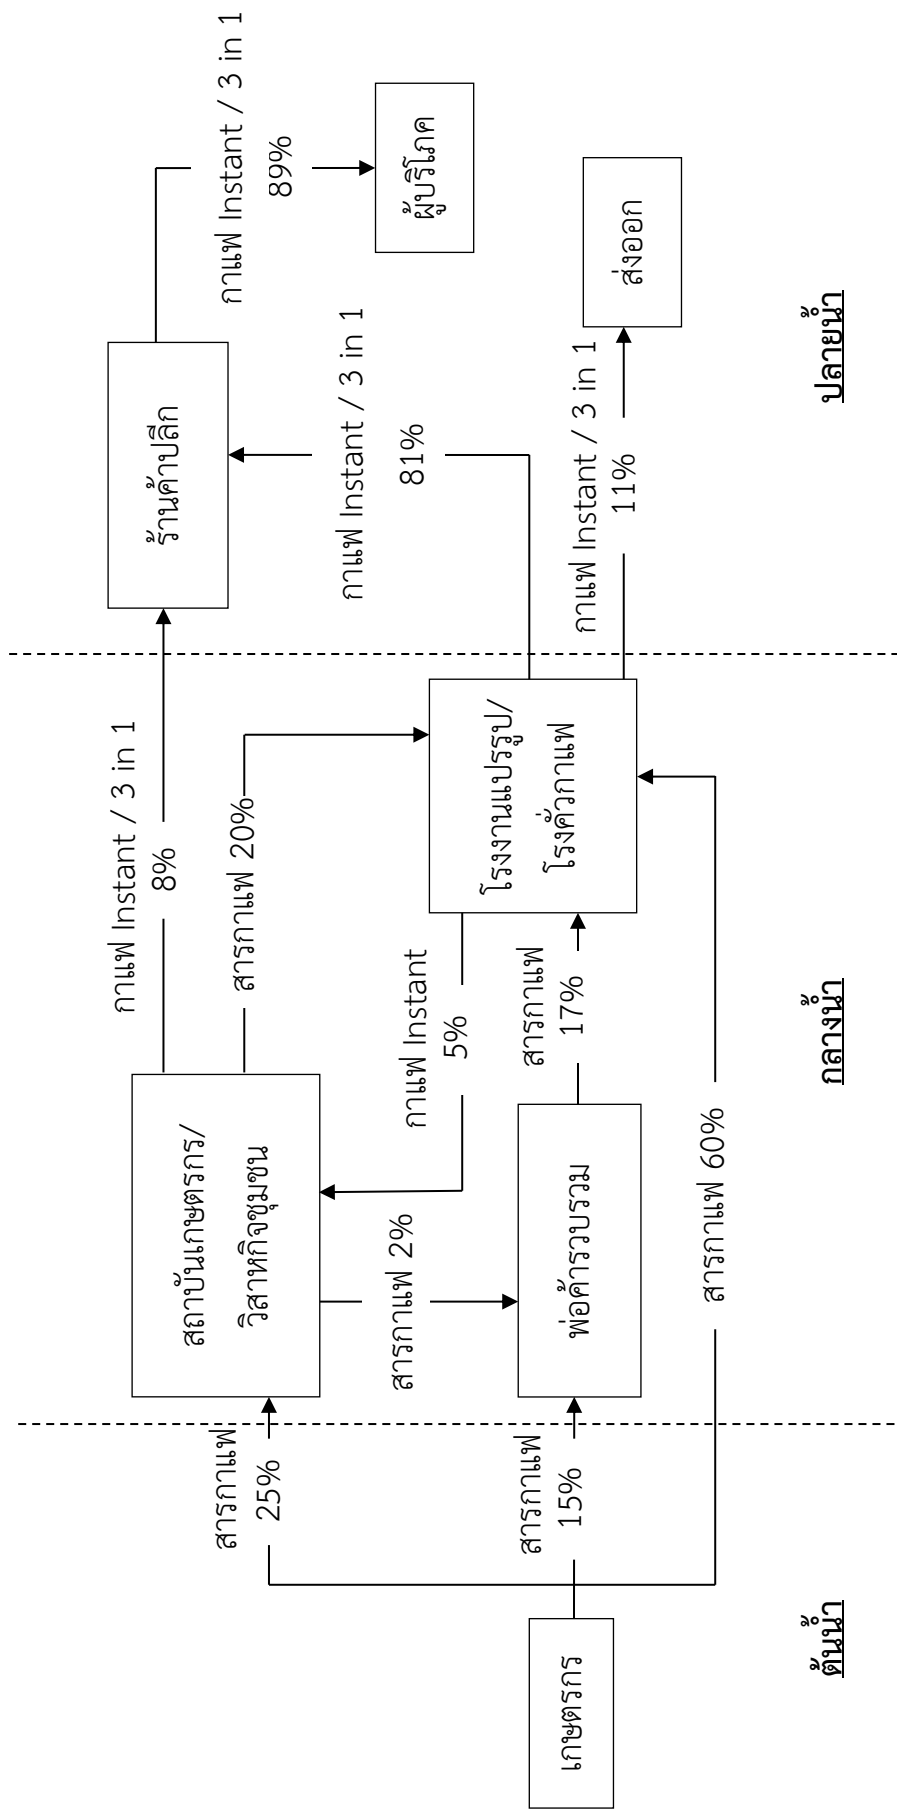 เกษตรกร
สารกาแฟ
25%
สารกาแฟ
15%
สารกาแฟ 60%
สถาบันเกษตรกร/
วิสาหกิจชุมชน
สารกาแฟ 2%
พ่อค้ารวบรวม
กาแฟ Instant
5%
สารกาแฟ
17%
กาแฟ Instant / 3 in 1
8%
สารกาแฟ 20%
โรงงานแปรรูป/
โรงคั่วกาแฟ
ร้านค้าปลีก
กาแฟ Instant / 3 in 1
81%
กาแฟ Instant / 3 in 1
11%
กาแฟ Instant / 3 in 1
89%
ผู้บริโภค
ส่งออก
ต้นน้ำ
กลางน้ำ
ปลายน้ำ